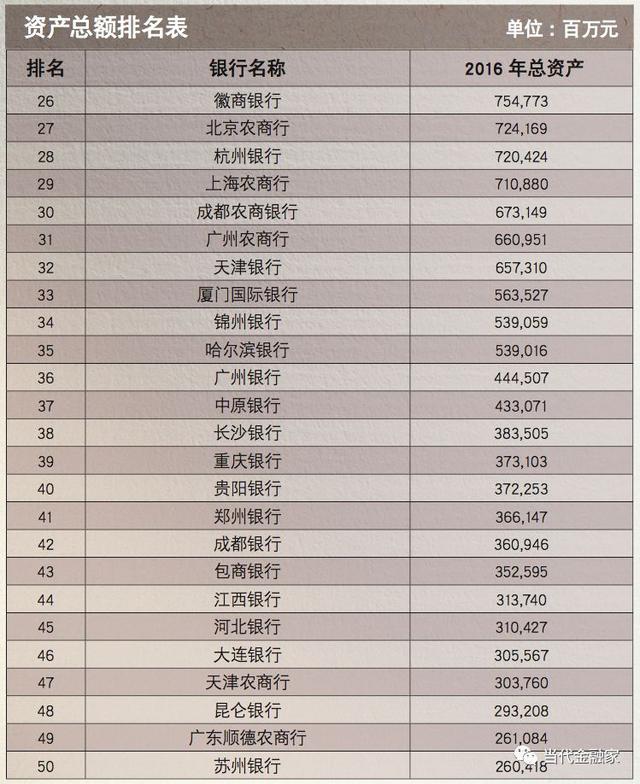 资产总额排名表 单位：百万元
排名 银行名称 2016 年总资产
26 徽商银行 754,773
27 北京农商行 724,169
28 杭州银行 720,424
29 上海农商行 710,880
30 成都农商银行 673,149
31 广州农商行 660,951
32 天津银行 657,310
33 厦门国际银行 563,527
34 锦州银行 539,059
35 哈尔滨银行 539,016
36 广州银行 444,507
37 中原银行 433,071
38 长沙银行 383,505
39 重庆银行 373,103
40 贵阳银行 372,253
41 郑州银行 366,147
42 成都银行 360,946
43 包商银行 352,595
44 江西银行 313,740
45 河北银行 310,427
46 大连银行 305,567
47 天津农商行 303,760
48 昆仑银行 293,208
49 广东顺德农商行 261,084
50 苏州银行 260,418
当代金融家